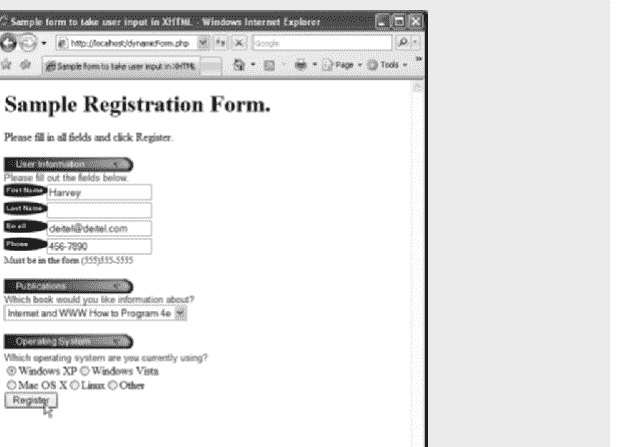 Sample form to take user input in XHTML - Windows Internet Explorer
http://localhost/dynamicForm.php
Google
Sample form to take user input in XHTML
Page
Tools
Sample Registration Form.
Please fill in all fields and click Register.
User Information
Please fill out the fields below.
First Name Harvey
Last Name
Email deitel@deitel.com
Phone 456-7890
Must be in the form (555)555-5555
Publications
Which book would you like information about?
Internet and WWW How to Program 4e
Operating System
Which operating system are you currently using?
Windows XP Windows Vista
Mac OS X Linux Other
Register